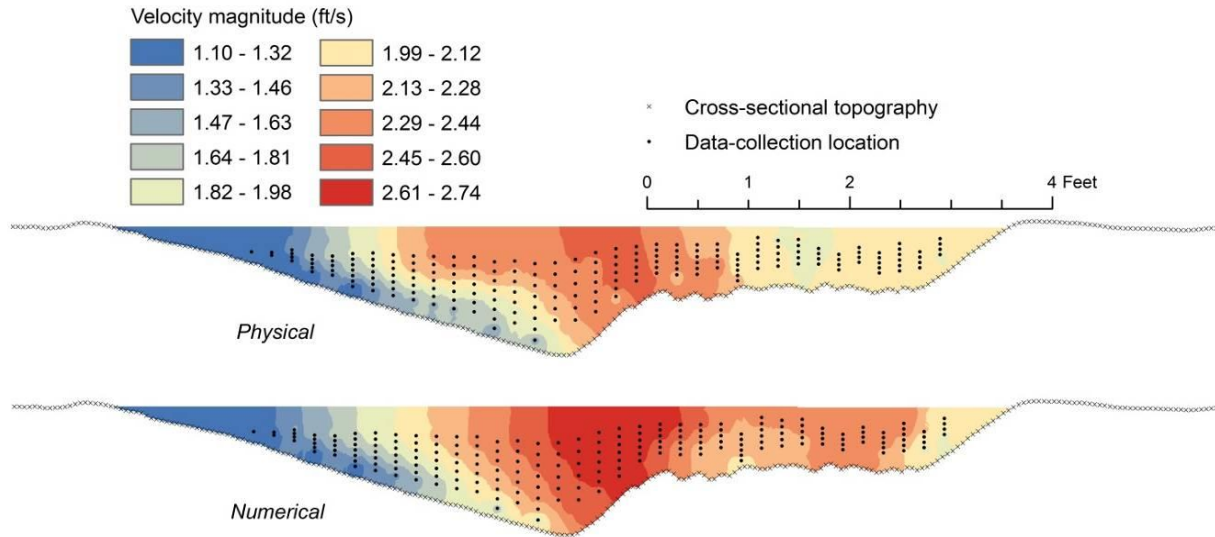 Velocity magnitude (ft/s)
1.10 - 1.32
1.33 - 1.46
1.47 - 1.63
1.64 - 1.81
1.82 - 1.98
1.99 - 2.12
2.13 - 2.28
2.29 - 2.44
2.45 - 2.60
2.61 - 2.74
Cross-sectional topography
Data-collection location
0 1 2 3 4 Feet
Physical
Numerical